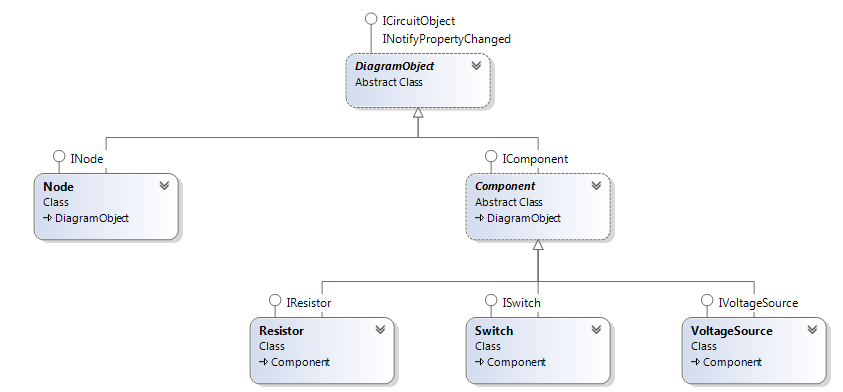 ICircuitObject
INotifyPropertyChanged
DiagramObject
Abstract Class
INode
Node
Class
DiagramObject
IComponent
Component
Abstract Class
DiagramObject
IResistor
Resistor
Class
Component
ISwitch
Switch
Class
Component
IVoltageSource
VoltageSource
Class
Component